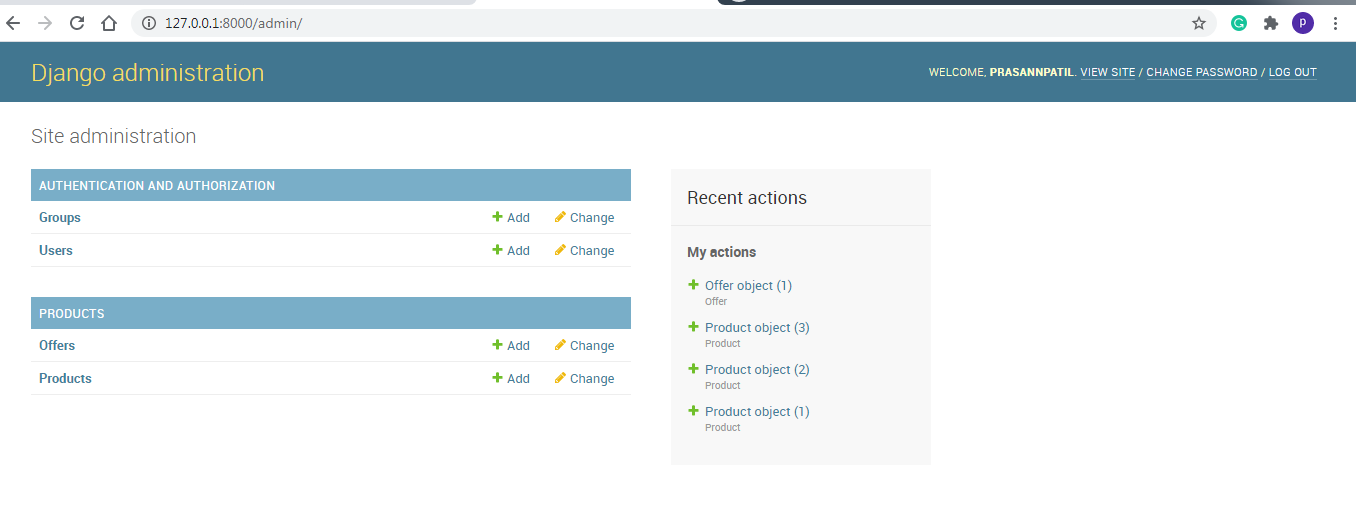 127.0.0.1:8000/admin/
p
Django administration
WELCOME, PRASANNPATIL. VIEW SITE / CHANGE PASSWORD / LOG OUT
Site administration
AUTHENTICATION AND AUTHORIZATION
Groups Add Change
Users Add Change
PRODUCTS
Offers Add Change
Products Add Change
Recent actions
My actions
Offer object (1)
Offer
Product object (3)
Product
Product object (2)
Product
Product object (1)
Product